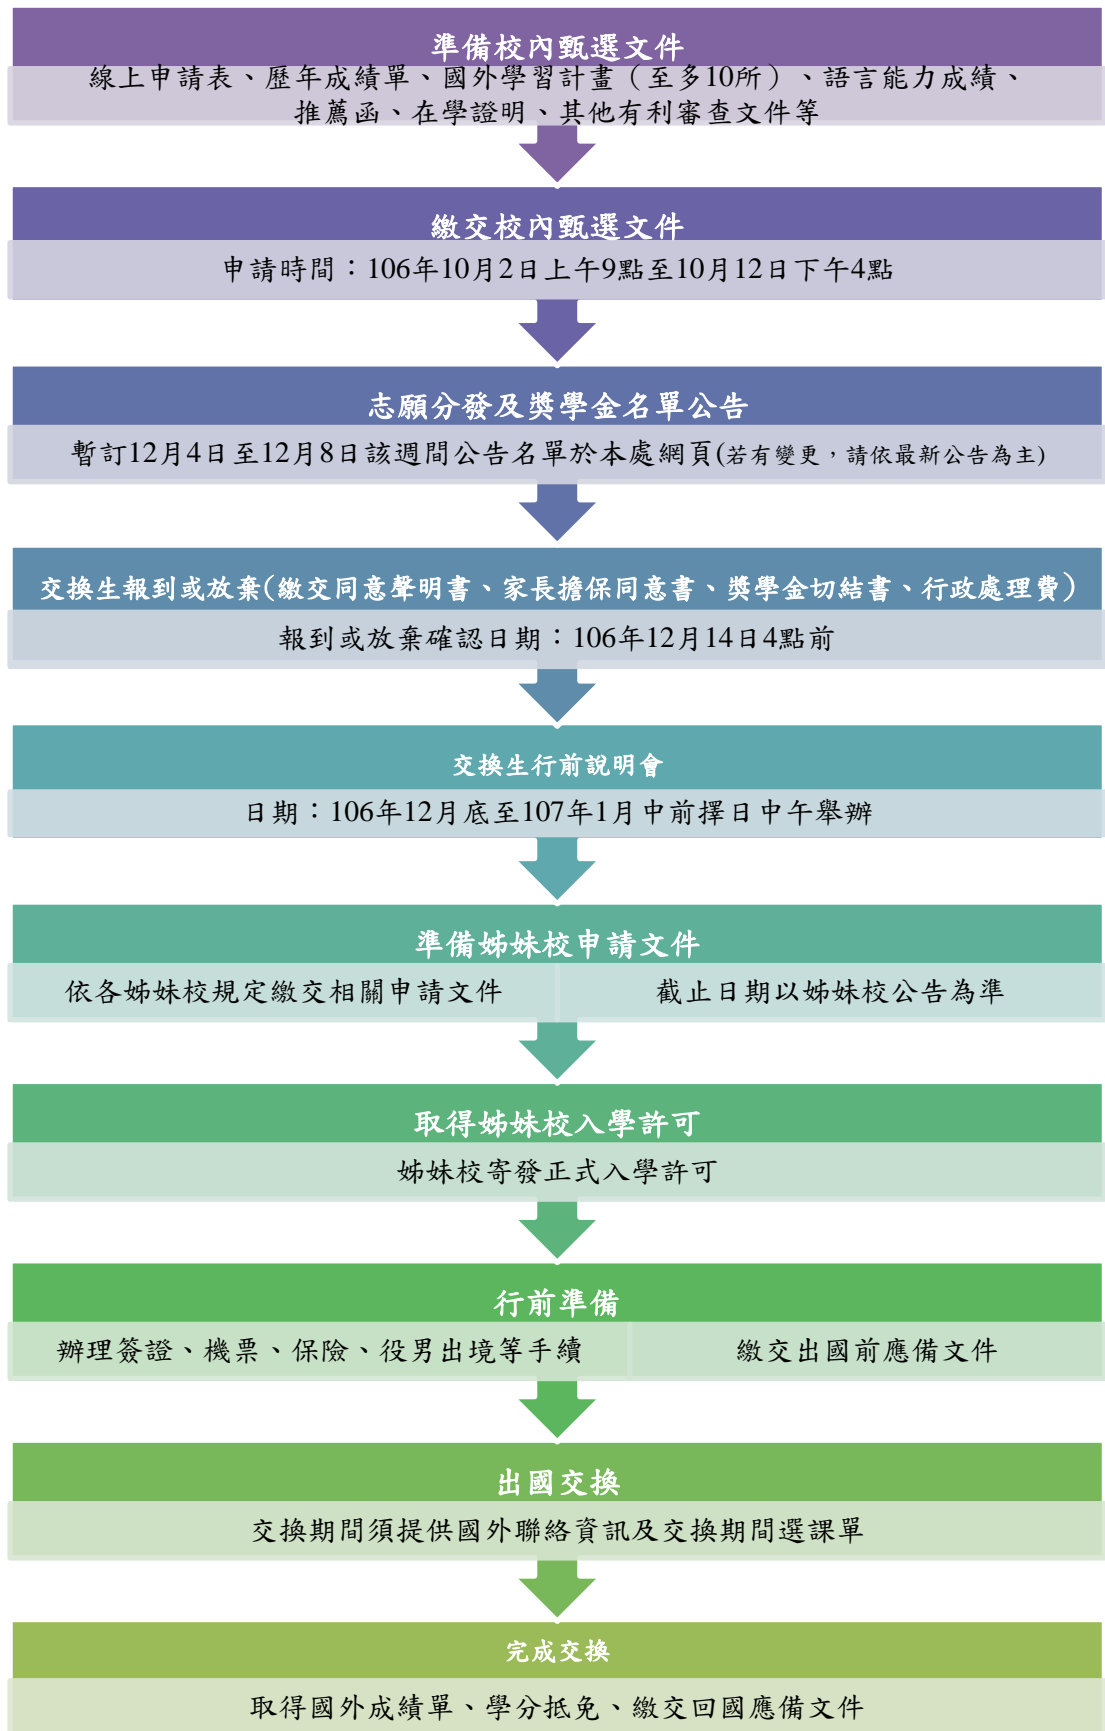 準備校內甄選文件
線上申請表、歷年成績單、國外學習計畫（至多10所）、語言能力成績、
推薦函、在學證明、其他有利審查文件等
繳交校內甄選文件
申請時間：106年10月2日上午9點至10月12日下午4點
志願分發及獎學金名單公告
暫訂12月4日至12月8日該週間公告名單於本處網頁(若有變更，請依最新公告為主)
交換生報到或放棄(繳交同意聲明書、家長擔保同意書、獎學金切結書、行政處理費)
報到或放棄確認日期：106年12月14日4點前
交換生行前說明會
日期：106年12月底至107年1月中前擇日中午舉辦
準備姊妹校申請文件
依各姊妹校規定繳交相關申請文件
截止日期以姊妹校公告為準
取得姊妹校入學許可
姊妹校寄發正式入學許可
行前準備
辦理簽證、機票、保險、役男出境等手續
繳交出國前應備文件
出國交換
交換期間須提供國外聯絡資訊及交換期間選課單
完成交換
取得國外成績單、學分抵免、繳交回國應備文件